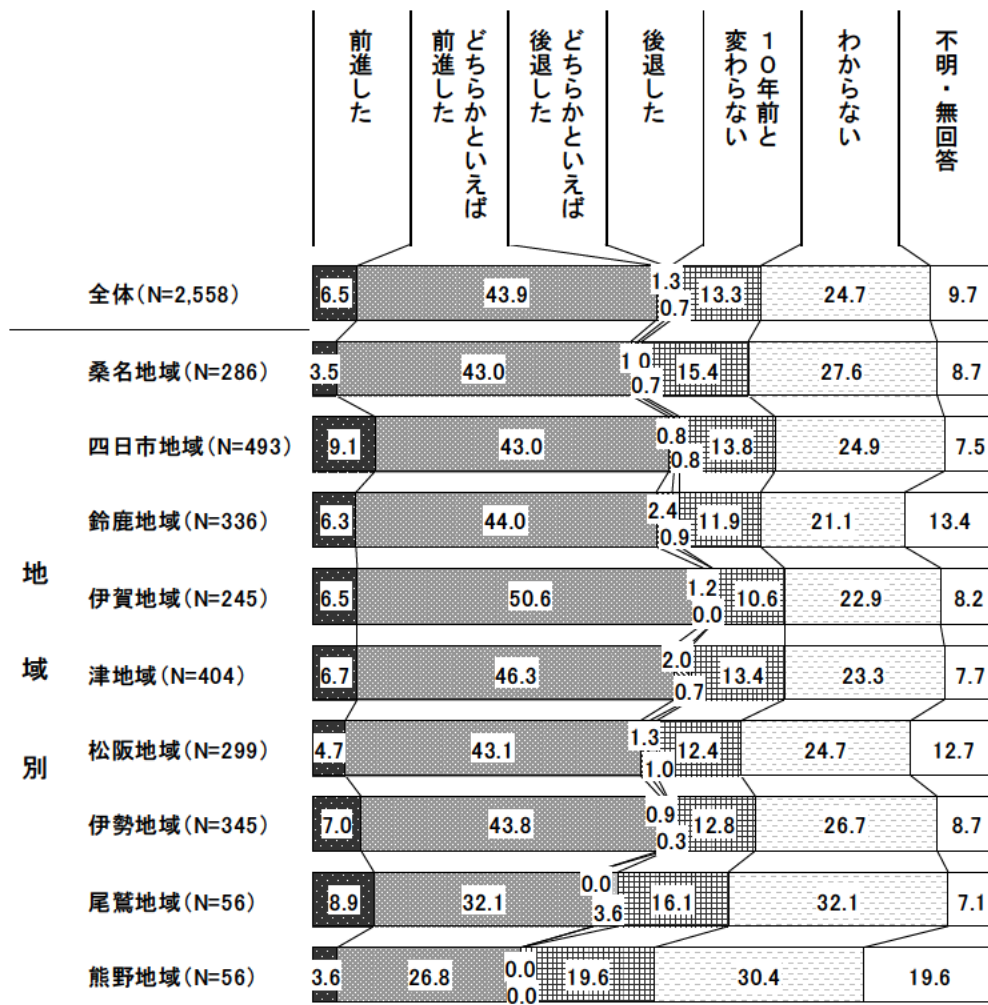 前進した
どちらかといえば
前進した
どちらかといえば
後退した
後退した
10年前と
変わらない
わからない
不明・無回答
全体(N=2,558) 6.5 43.9 1.3 0.7 13.3 24.7 9.7
地域別
桑名地域(N=286) 3.5 43.0 1.0 0.7 15.4 27.6 8.7
四日市地域(N=493) 9.1 43.0 0.8 0.8 13.8 24.9 7.5
鈴鹿地域(N=336) 6.3 44.0 2.4 0.9 11.9 21.1 13.4
伊賀地域(N=245) 6.5 50.6 1.2 0.0 10.6 22.9 8.2
津地域(N=404) 6.7 46.3 2.0 0.7 13.4 23.3 7.7
松阪地域(N=299) 4.7 43.1 1.3 1.0 12.4 24.7 12.7
伊勢地域(N=345) 7.0 43.8 0.9 0.3 12.8 26.7 8.7
尾鷲地域(N=56) 8.9 32.1 0.0 3.6 16.1 32.1 7.1
熊野地域(N=56) 3.6 26.8 0.0 0.0 19.6 30.4 19.6